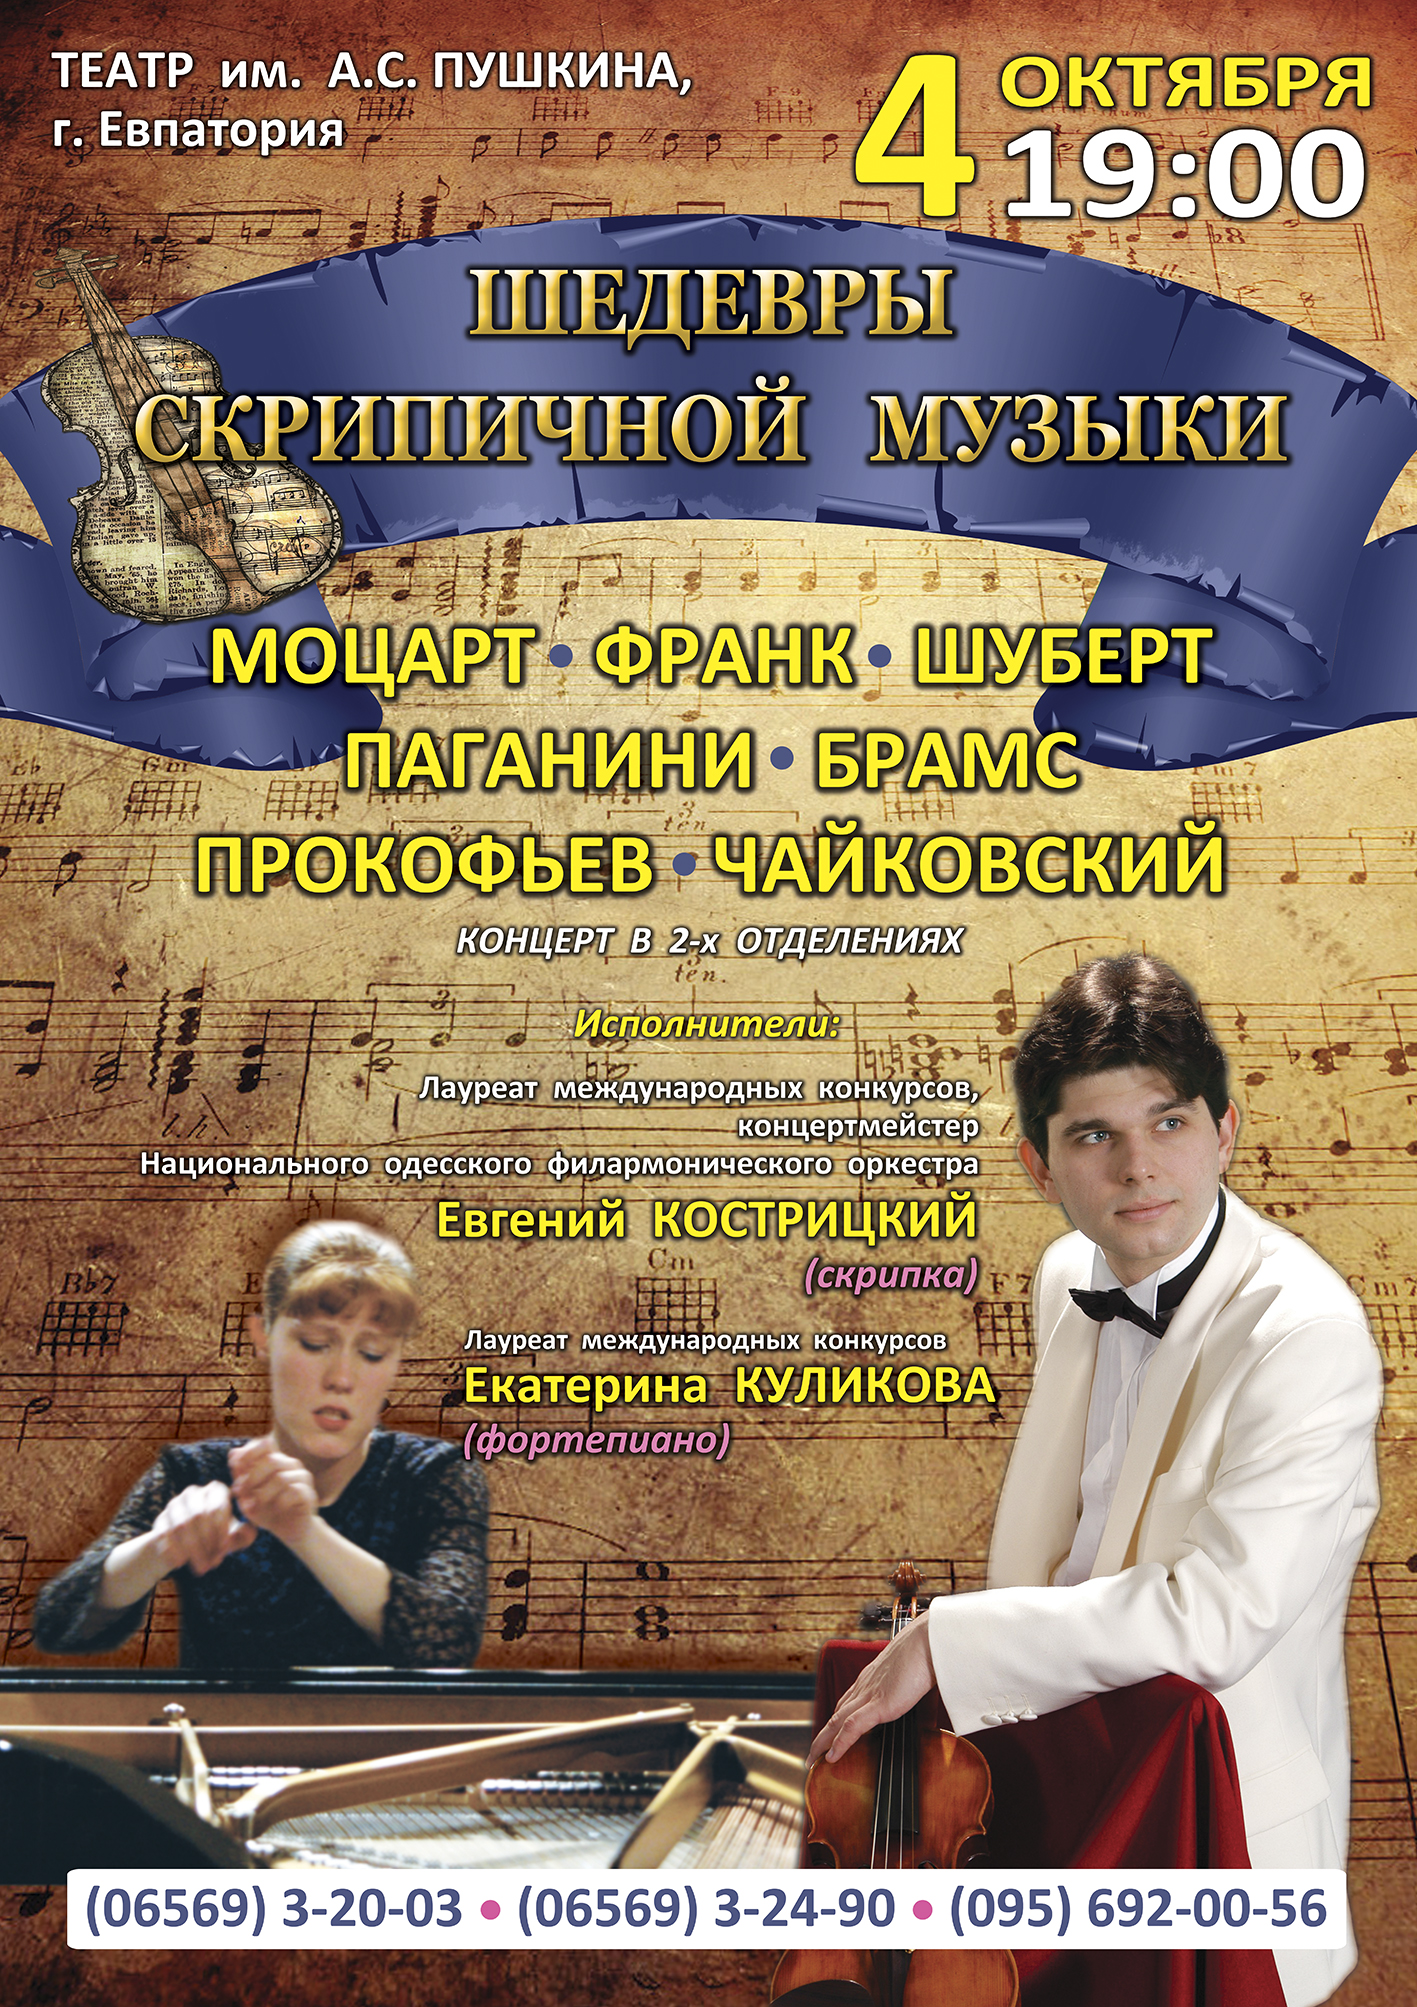 ТЕАТР им. А.С. ПУШКИНА,
г. Евпатория
4 ОКТЯБРЯ
19:00
ШЕДЕВРЫ
СКРИПИЧНОЙ МУЗЫКИ
МОЦАРТ • ФРАНК • ШУБЕРТ
ПАГАНИНИ • БРАМС
ПРОКОФЬЕВ • ЧАЙКОВСКИЙ
КОНЦЕРТ В 2-х ОТДЕЛЕНИЯХ
Исполнители:
Лауреат международных конкурсов,
концертмейстер
Национального одесского филармонического оркестра
Евгений КОСТРИЦКИЙ
(скрипка)
Лауреат международных конкурсов
Екатерина КУЛИКОВА
(фортепиано)
(06569) 3-20-03 • (06569) 3-24-90 • (095) 692-00-56